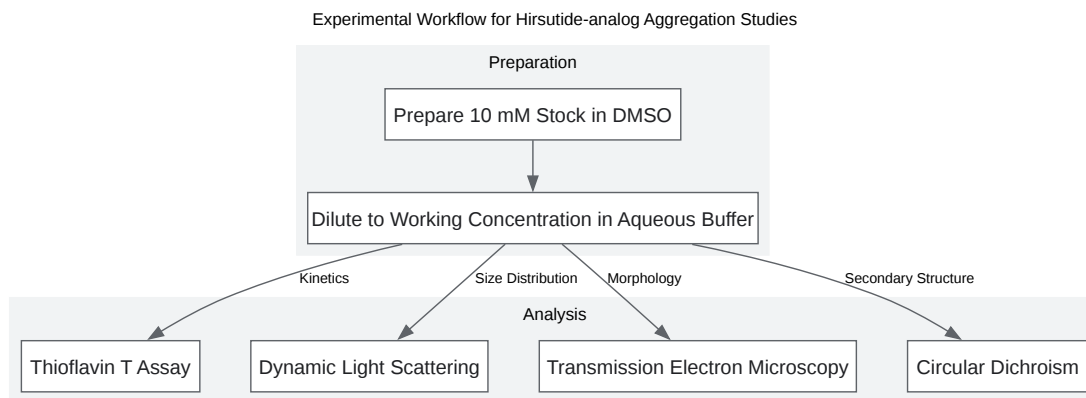 Experimental Workflow for Hirsutide-analog Aggregation Studies
Preparation
Prepare 10 mM Stock in DMSO
Dilute to Working Concentration in Aqueous Buffer
Kinetics
Size Distribution
Morphology
Secondary Structure
Analysis
Thioflavin T Assay
Dynamic Light Scattering
Transmission Electron Microscopy
Circular Dichroism